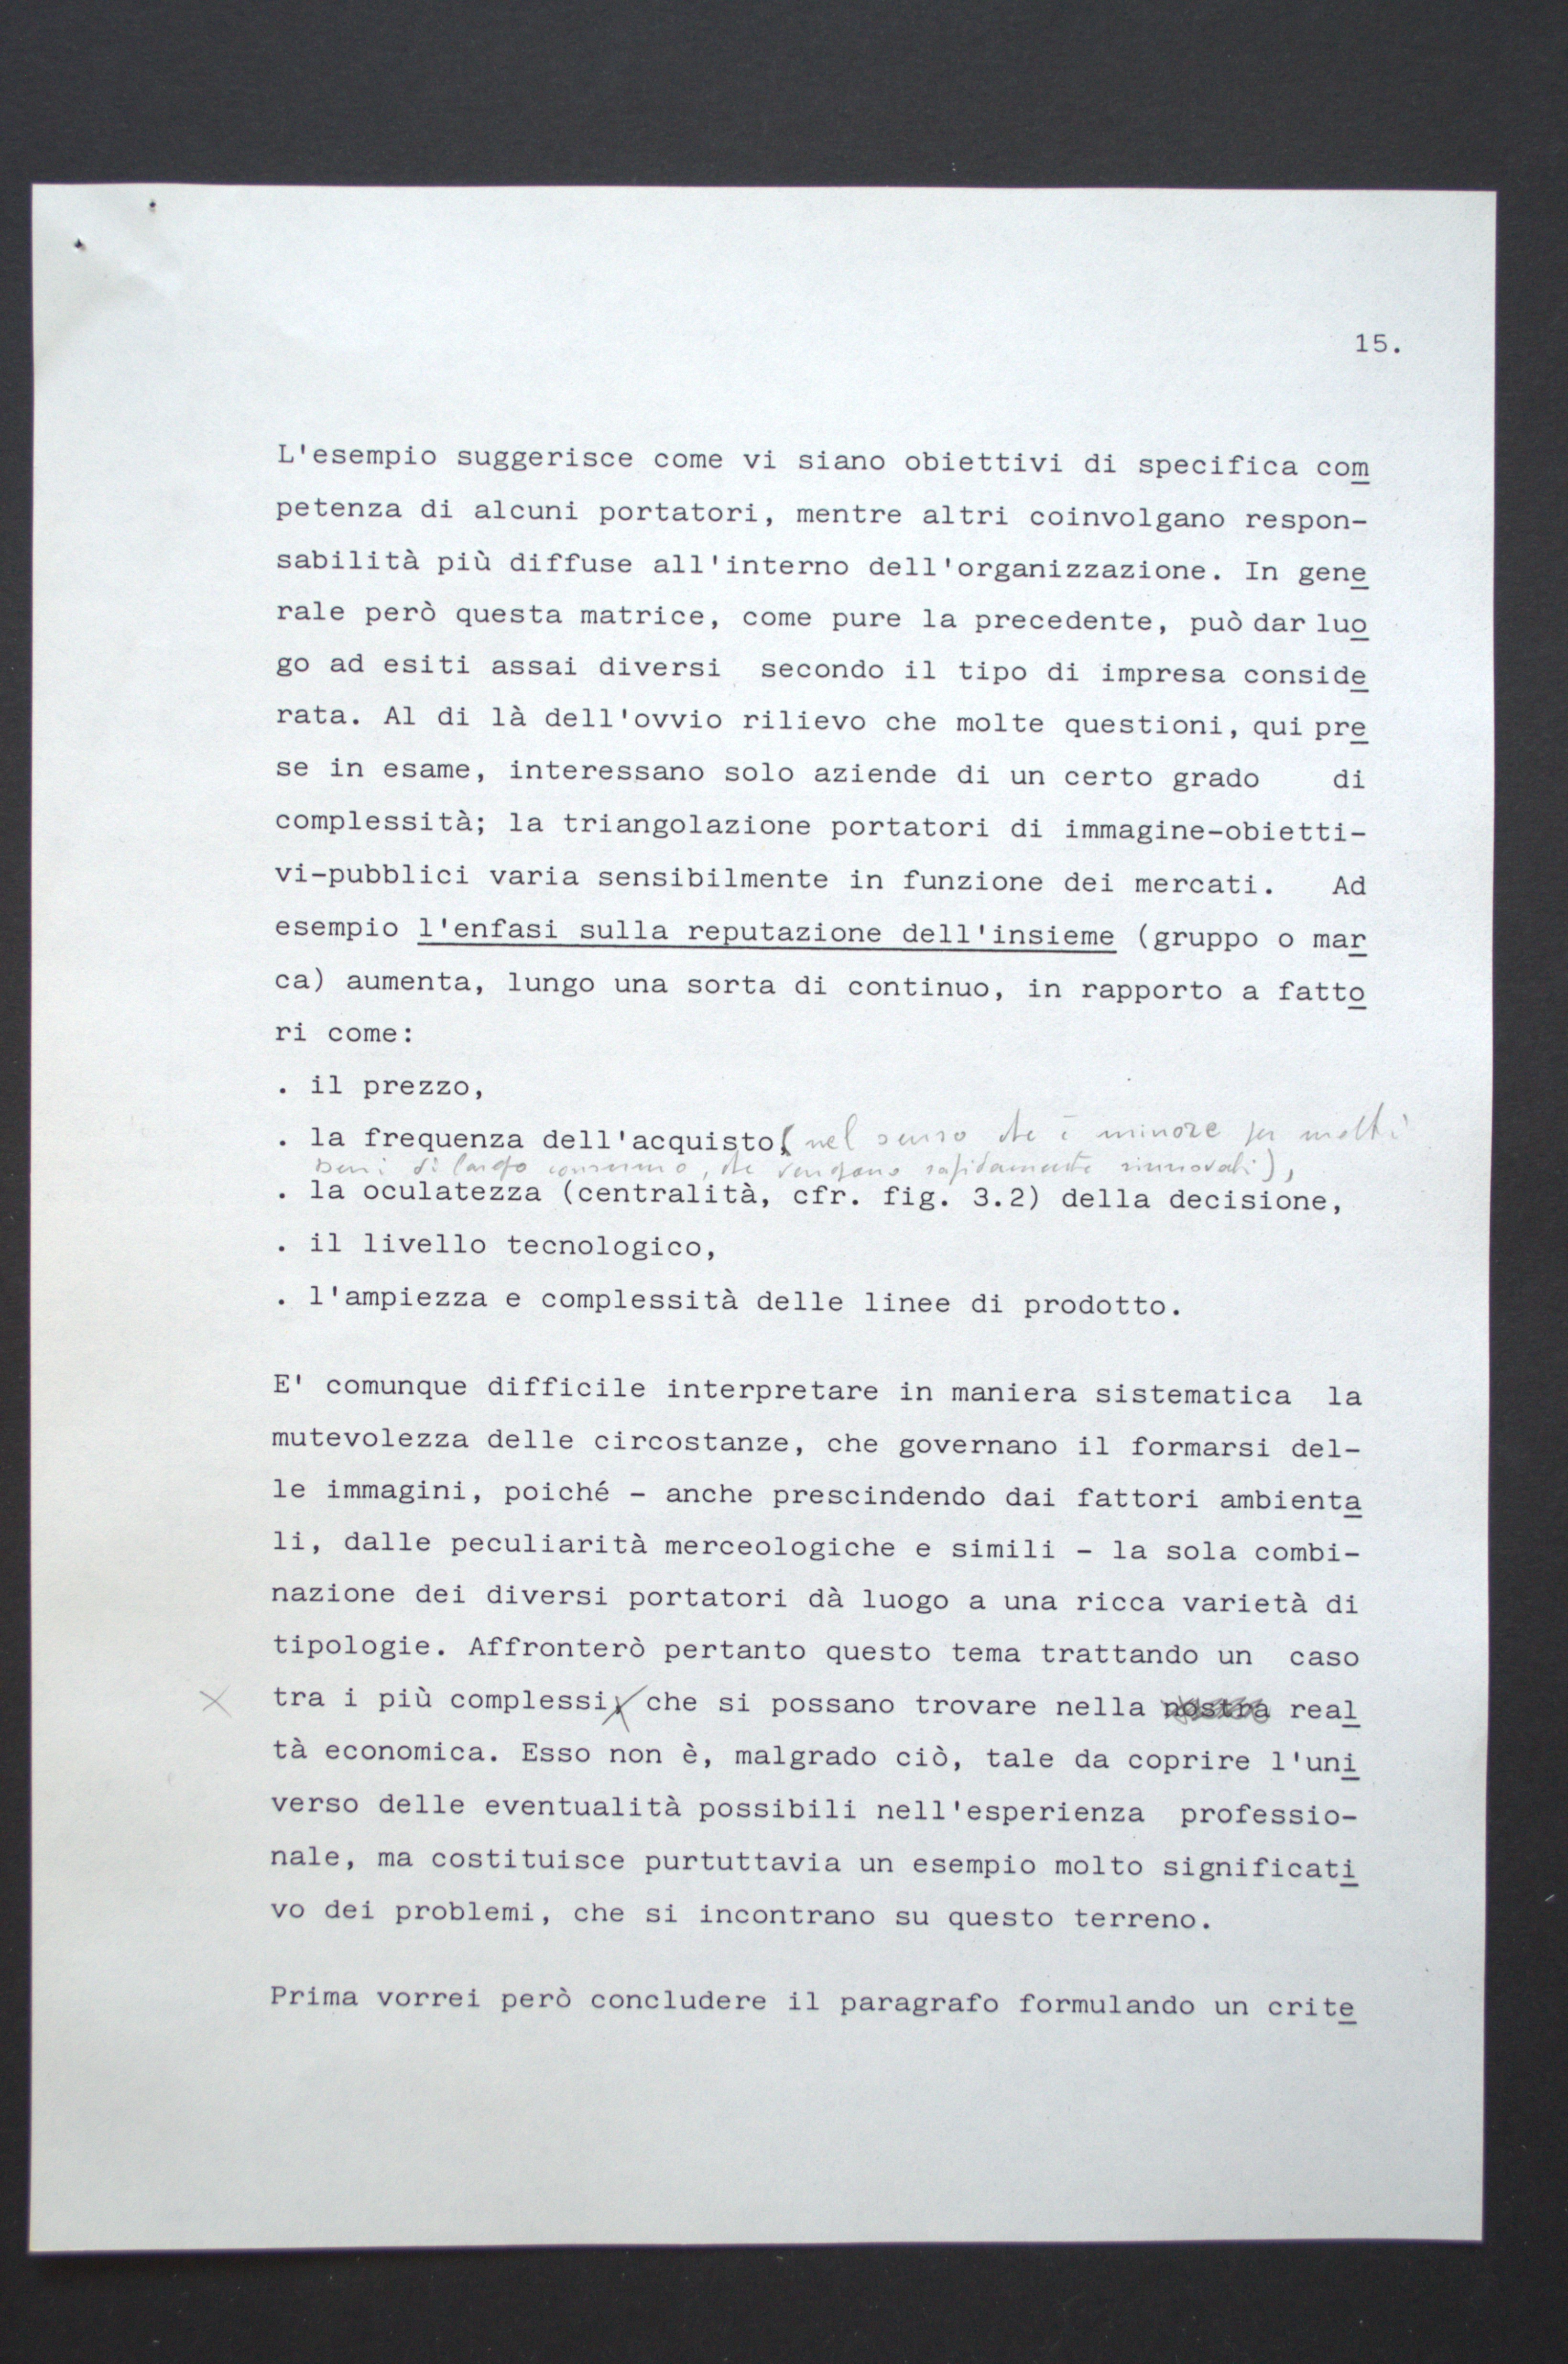 15.
L'esempio suggerisce come vi siano obiettivi di specifica com
petenza di alcuni portatori, mentre altri coinvolgano respon-
sabilità più diffuse all'interno dell'organizzazione. In gene
rale però questa matrice, come pure la precedente, può dar luo
go ad esiti assai diversi secondo il tipo di impresa conside
rata. Al di là dell'ovvio rilievo che molte questioni, qui pre
se in esame, interessano solo aziende di un certo grado di
complessità; la triangolazione portatori di immagine-obietti-
vi-pubblici varia sensibilmente in funzione dei mercati. Ad
esempio l'enfasi sulla reputazione dell'insieme (gruppo o mar
ca) aumenta, lungo una sorta di continuo, in rapporto a fatto
ri come:
. il prezzo,
. la frequenza dell'acquisto (nel senso che è minore per molti
beni di largo consumo, che vengono rapidamente rinnovati),
. la oculatezza (centralità, cfr. fig. 3.2) della decisione,
. il livello tecnologico,
. l'ampiezza e complessità delle linee di prodotto.
E' comunque difficile interpretare in maniera sistematica la
mutevolezza delle circostanze, che governano il formarsi del-
le immagini, poiché - anche prescindendo dai fattori ambienta
li, dalle peculiarità merceologiche e simili - la sola combi-
nazione dei diversi portatori dà luogo a una ricca varietà di
tipologie. Affronterò pertanto questo tema trattando un caso
tra i più complessi, che si possano trovare nella nostra real
tà economica. Esso non è, malgrado ciò, tale da coprire l'uni
verso delle eventualità possibili nell'esperienza professio-
nale, ma costituisce purtuttavia un esempio molto significati
vo dei problemi, che si incontrano su questo terreno.
Prima vorrei però concludere il paragrafo formulando un crite